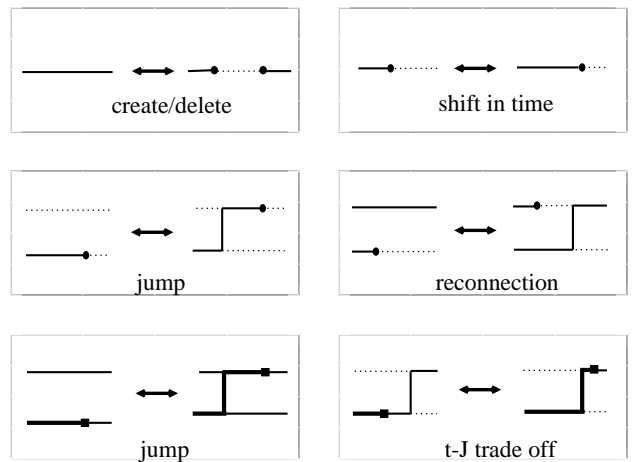 create/delete
shift in time
jump
reconnection
jump
t-J trade off